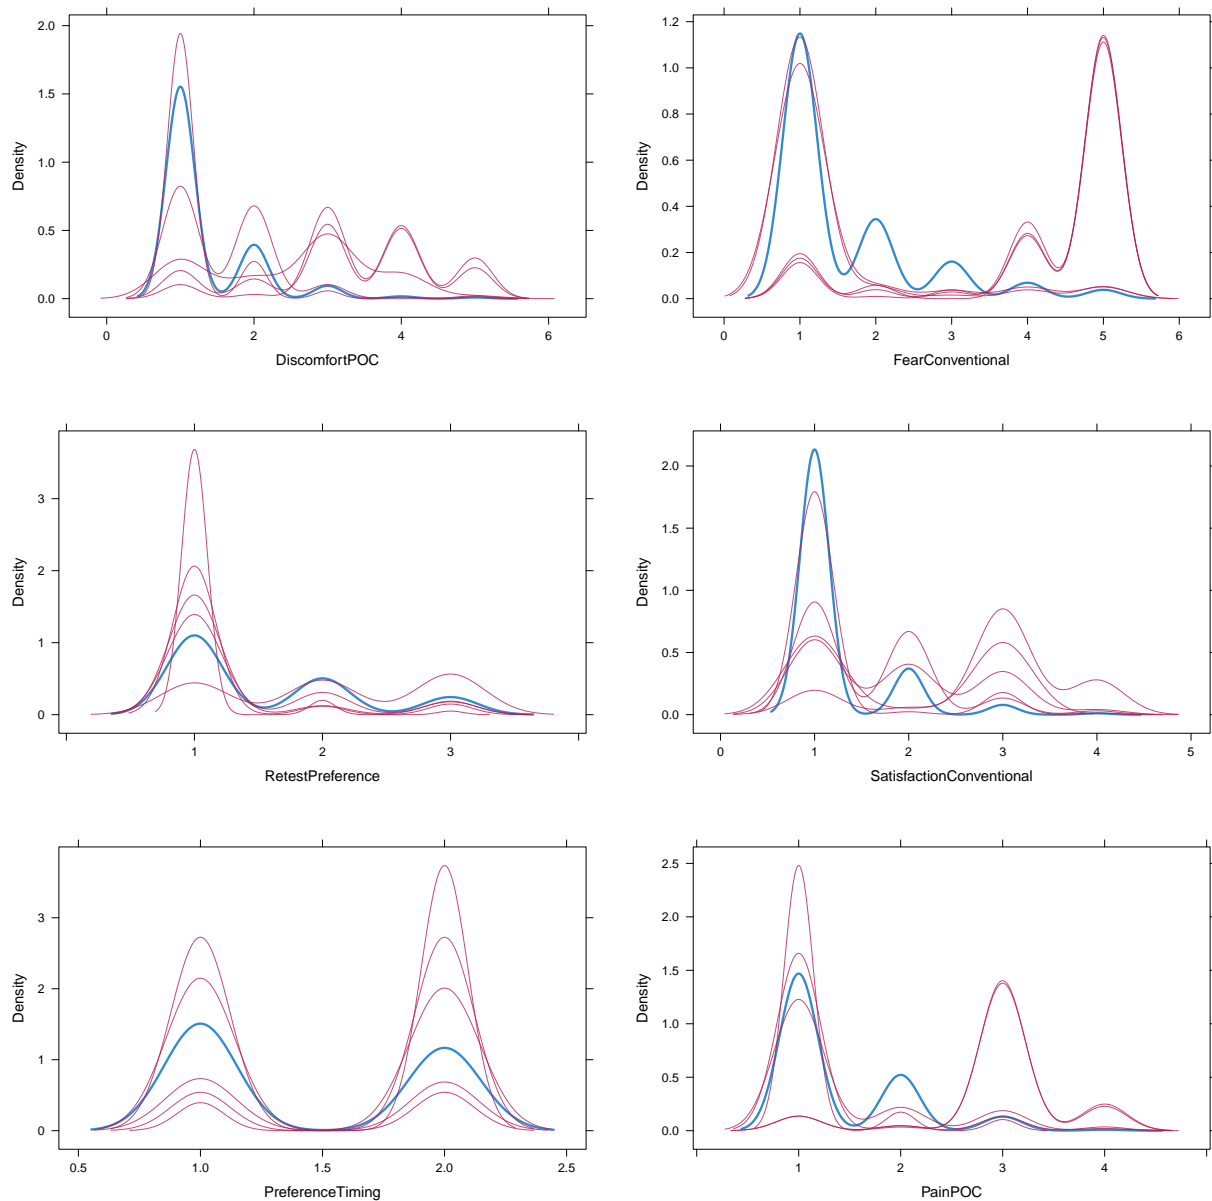 2.0
1.5
1.0
0.5
0.0
Density
0 2 4 6
DiscomfortPOC
1.2
1.0
0.8
0.6
0.4
0.2
0.0
Density
0 1 2 3 4 5 6
FearConventional
3
2
1
0
Density
1 2 3
RetestPreference
2.0
1.5
1.0
0.5
0.0
Density
0 1 2 3 4 5
SatisfactionConventional
3
2
1
0
Density
0.5 1.0 1.5 2.0 2.5
PreferenceTiming
2.5
2.0
1.5
1.0
0.5
0.0
Density
1 2 3 4
PainPOC